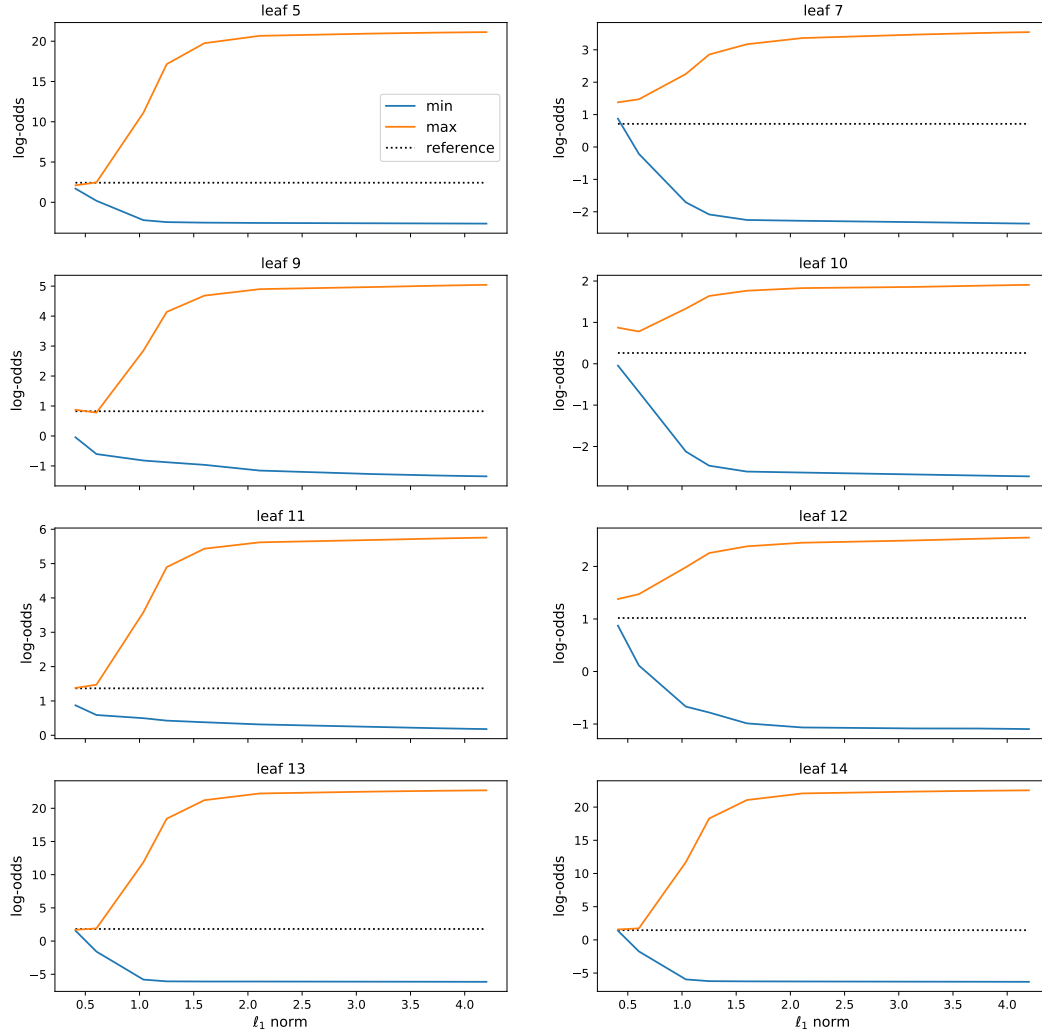 leaf 5
20
15
10
5
0
log-odds
min
max
reference
leaf 7
3
2
1
0
−1
−2
log-odds
leaf 9
5
4
3
2
1
0
−1
log-odds
leaf 10
2
1
0
−1
−2
log-odds
leaf 11
6
5
4
3
2
1
0
log-odds
leaf 12
2
1
0
−1
log-odds
leaf 13
20
15
10
5
0
−5
log-odds
0.5 1.0 1.5 2.0 2.5 3.0 3.5 4.0
ℓ₁ norm
leaf 14
20
15
10
5
0
−5
log-odds
0.5 1.0 1.5 2.0 2.5 3.0 3.5 4.0
ℓ₁ norm